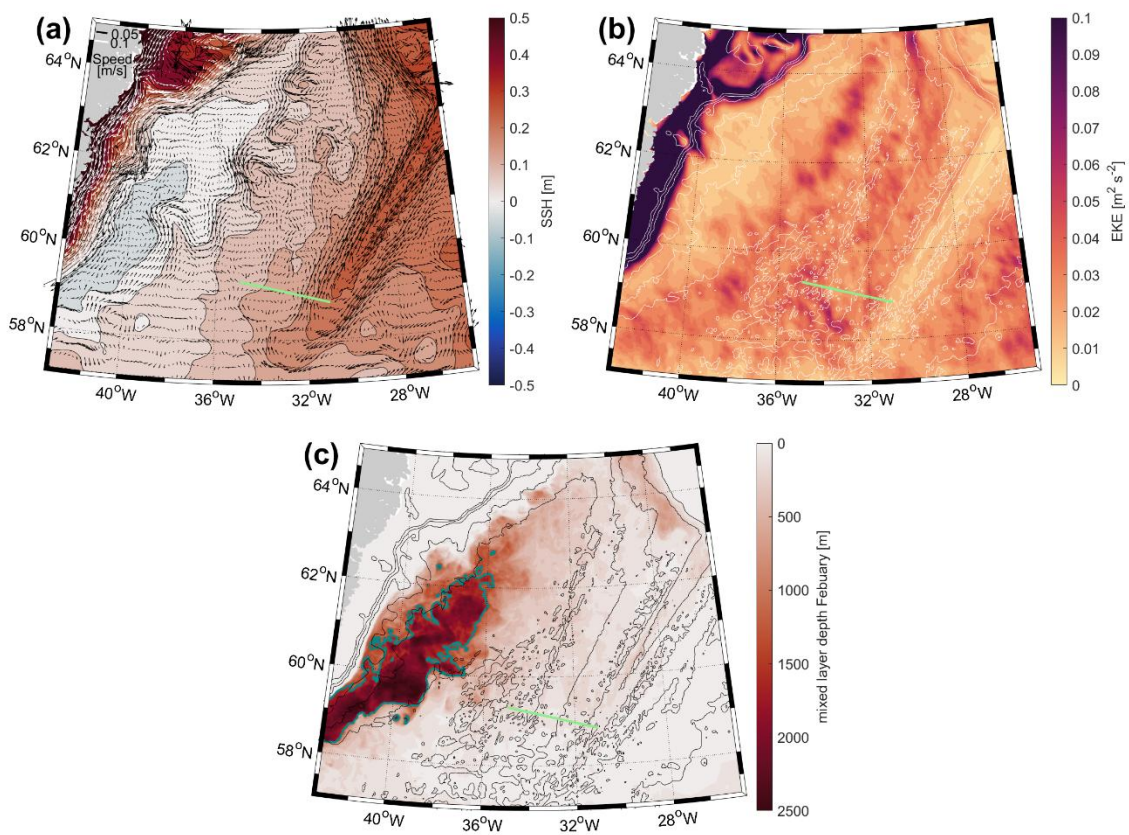 (a)
0.05
0.1
Speed
[m/s]
64°N
62°N
60°N
58°N
40°W
36°W
32°W
28°W
0.5
0.4
0.3
0.2
0.1
0
-0.1
-0.2
-0.3
-0.4
-0.5
SSH [m]
(b)
64°N
62°N
60°N
58°N
40°W
36°W
32°W
28°W
0.1
0.09
0.08
0.07
0.06
0.05
0.04
0.03
0.02
0.01
0
EKE [m² s⁻²]
(c)
64°N
62°N
60°N
58°N
40°W
36°W
32°W
28°W
0
500
1000
1500
2000
2500
mixed layer depth Febuary [m]